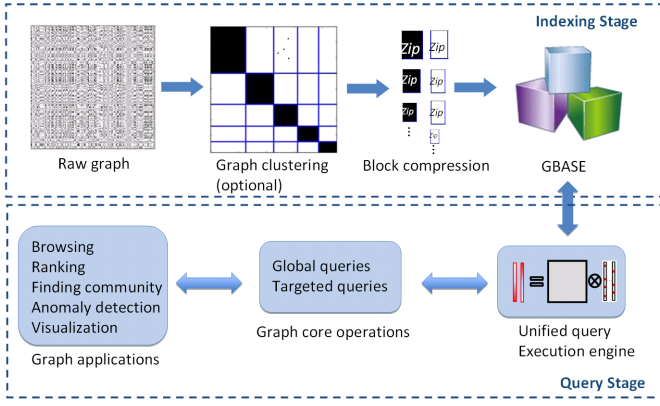 Indexing Stage
Zip Zip
Zip Zip
Zip Zip
Zip
Raw graph
Graph clustering
(optional)
Block compression
GBASE
Browsing
Ranking
Finding community
Anomaly detection
Visualization
Graph applications
Global queries
Targeted queries
Graph core operations
Unified query
Execution engine
Query Stage